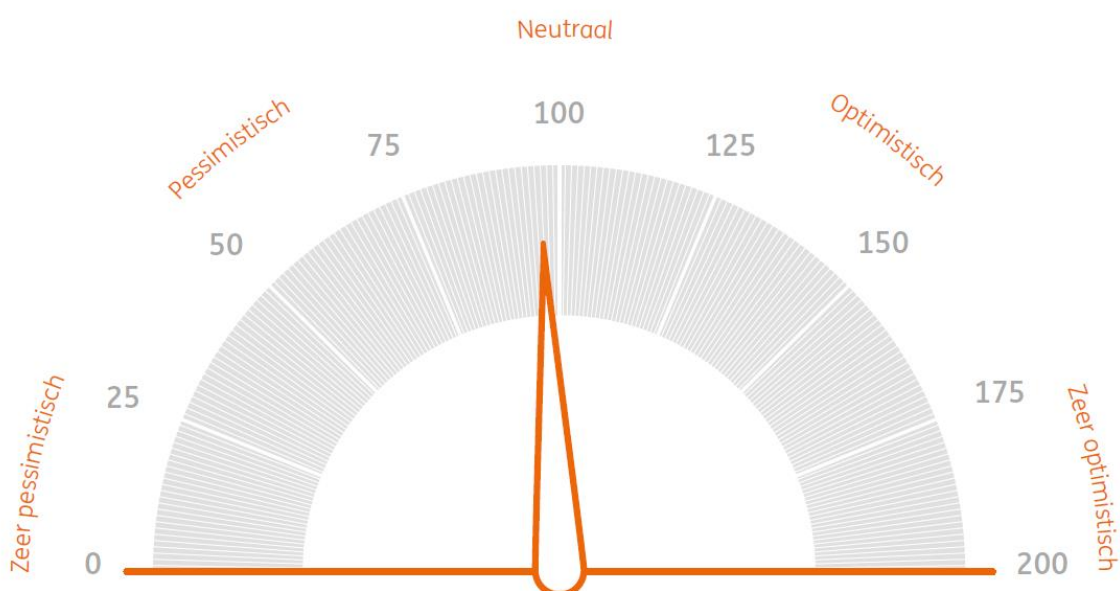 Neutraal
Pessimistisch
Optimistisch
100
75
125
50
150
25
175
Zeer pessimistisch
Zeer optimistisch
0
200